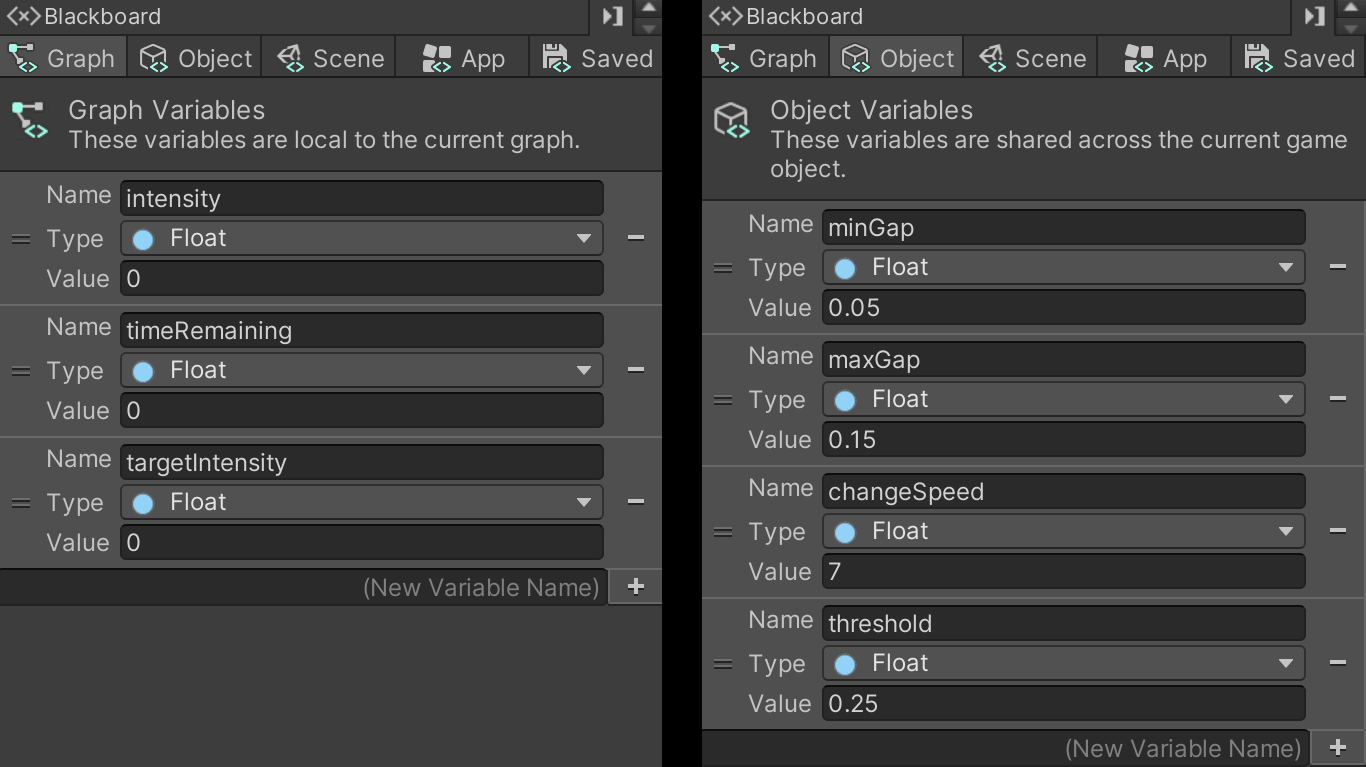 Blackboard
Graph Object Scene App Saved
Graph Variables
These variables are local to the current graph.
Name intensity
Type Float
Value 0
Name timeRemaining
Type Float
Value 0
Name targetIntensity
Type Float
Value 0
(New Variable Name)
Blackboard
Graph Object Scene App Saved
Object Variables
These variables are shared across the current game
object.
Name minGap
Type Float
Value 0.05
Name maxGap
Type Float
Value 0.15
Name changeSpeed
Type Float
Value 7
Name threshold
Type Float
Value 0.25
(New Variable Name)